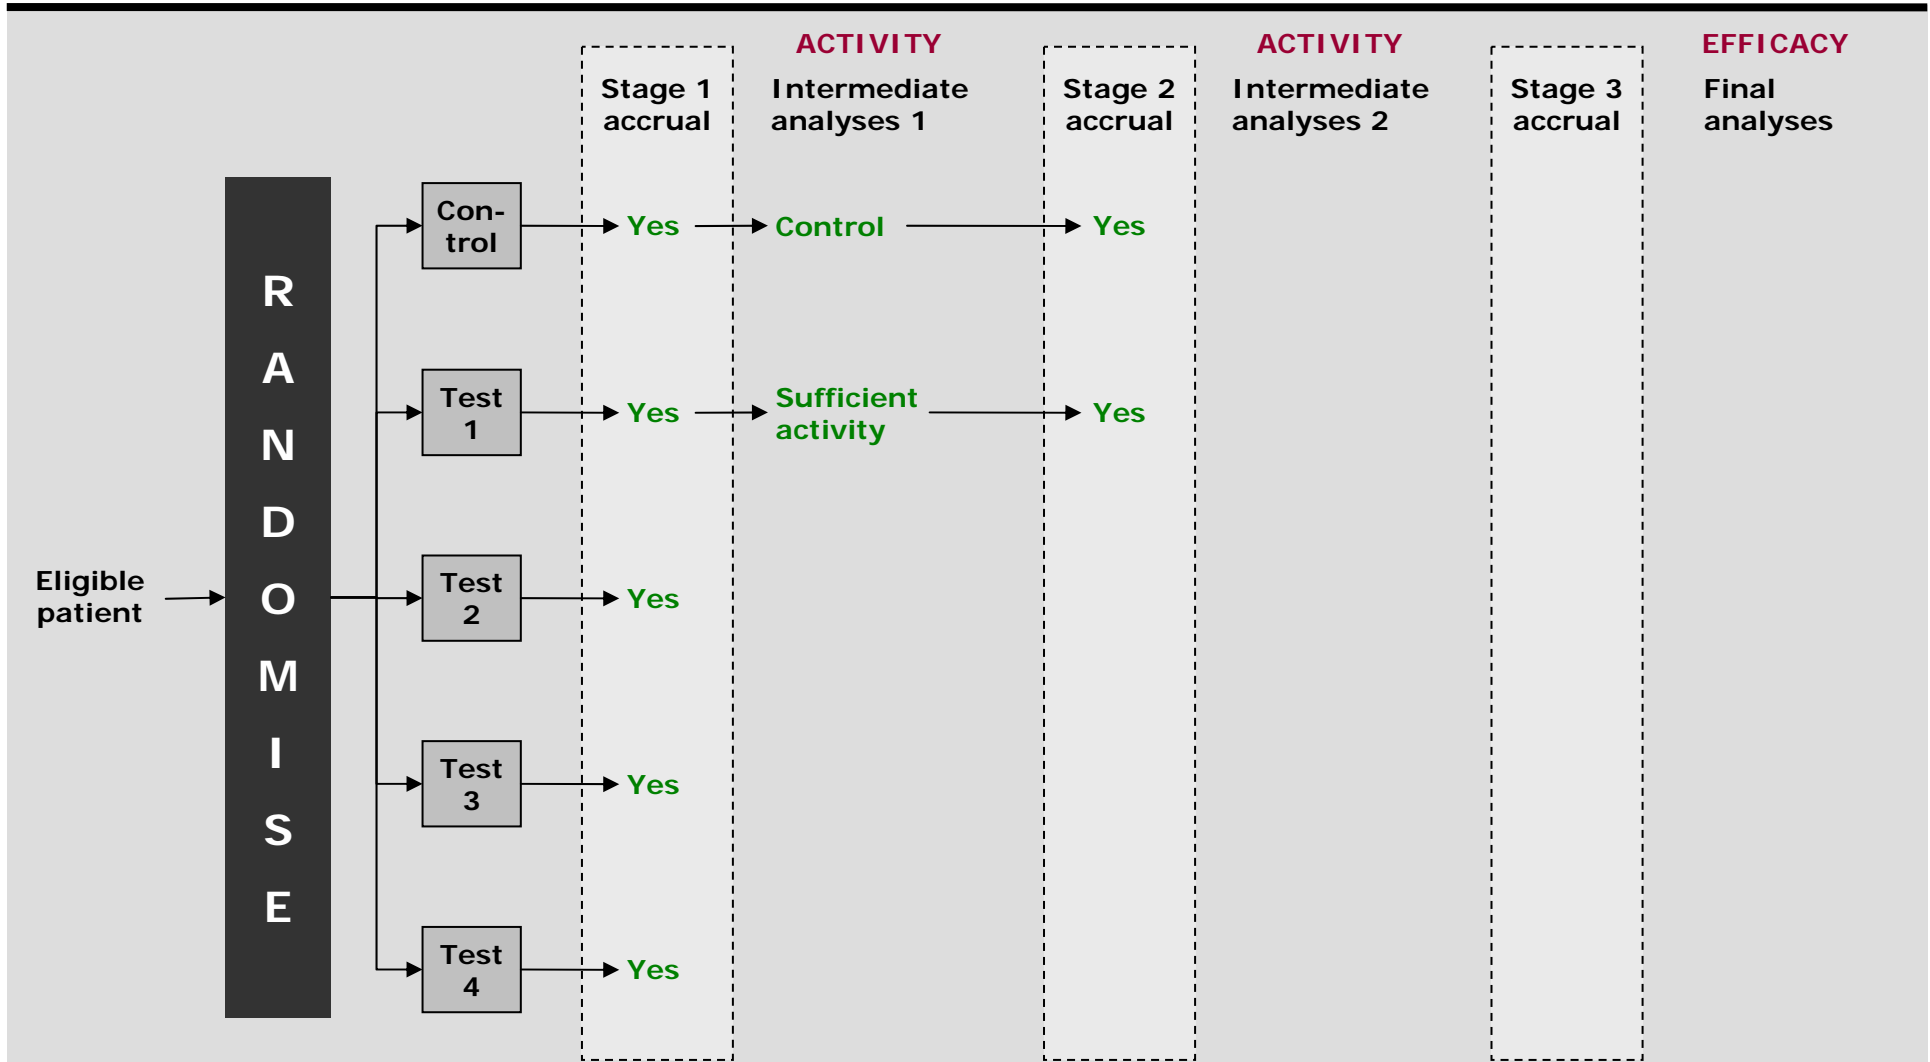 ACTIVITY
ACTIVITY
EFFICACY
Stage 1
accrual
Intermediate
analyses 1
Stage 2
accrual
Intermediate
analyses 2
Stage 3
accrual
Final
analyses
Eligible
patient
R
A
N
D
O
M
I
S
E
Con-
trol
Yes
Control
Yes
Test
1
Yes
Sufficient
activity
Yes
Test
2
Yes
Test
3
Yes
Test
4
Yes